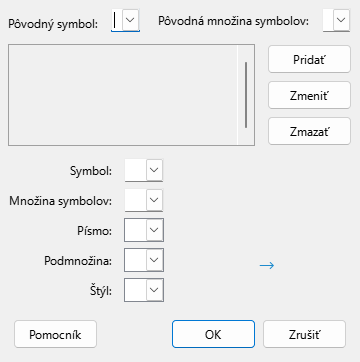 Pôvodný symbol: Pôvodná množina symbolov:
Pridať
Zmeniť
Zmazať
Symbol:
Množina symbolov:
Písmo:
Podmnožina:
Štýl:
Pomocník OK Zrušiť